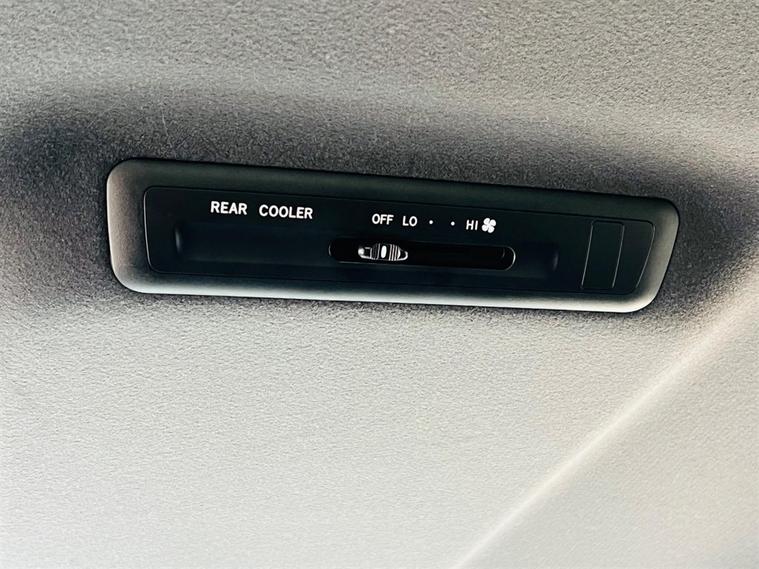 REAR COOLER OFF LO · · HI